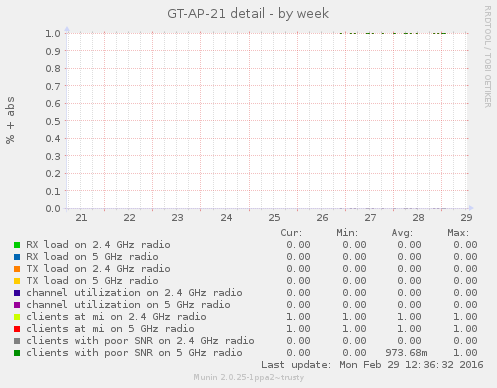 GT-AP-21 detail - by week
RRDTOOL / TOBI OETIKER
% + abs
1.0
0.9
0.8
0.7
0.6
0.5
0.4
0.3
0.2
0.1
0.0
21 22 23 24 25 26 27 28 29
Cur: Min: Avg: Max:
RX load on 2.4 GHz radio 0.00 0.00 0.00 0.00
RX load on 5 GHz radio 0.00 0.00 0.00 0.00
TX load on 2.4 GHz radio 0.00 0.00 0.00 0.00
TX load on 5 GHz radio 0.00 0.00 0.00 0.00
channel utilization on 2.4 GHz radio 0.00 0.00 0.00 0.00
channel utilization on 5 GHz radio 0.00 0.00 0.00 0.00
clients at mi on 2.4 GHz radio 1.00 1.00 1.00 1.00
clients at mi on 5 GHz radio 1.00 1.00 1.00 1.00
clients with poor SNR on 2.4 GHz radio 0.00 0.00 0.00 0.00
clients with poor SNR on 5 GHz radio 0.00 0.00 973.68m 1.00
Last update: Mon Feb 29 12:36:32 2016
Munin 2.0.25-1ppa2~trusty